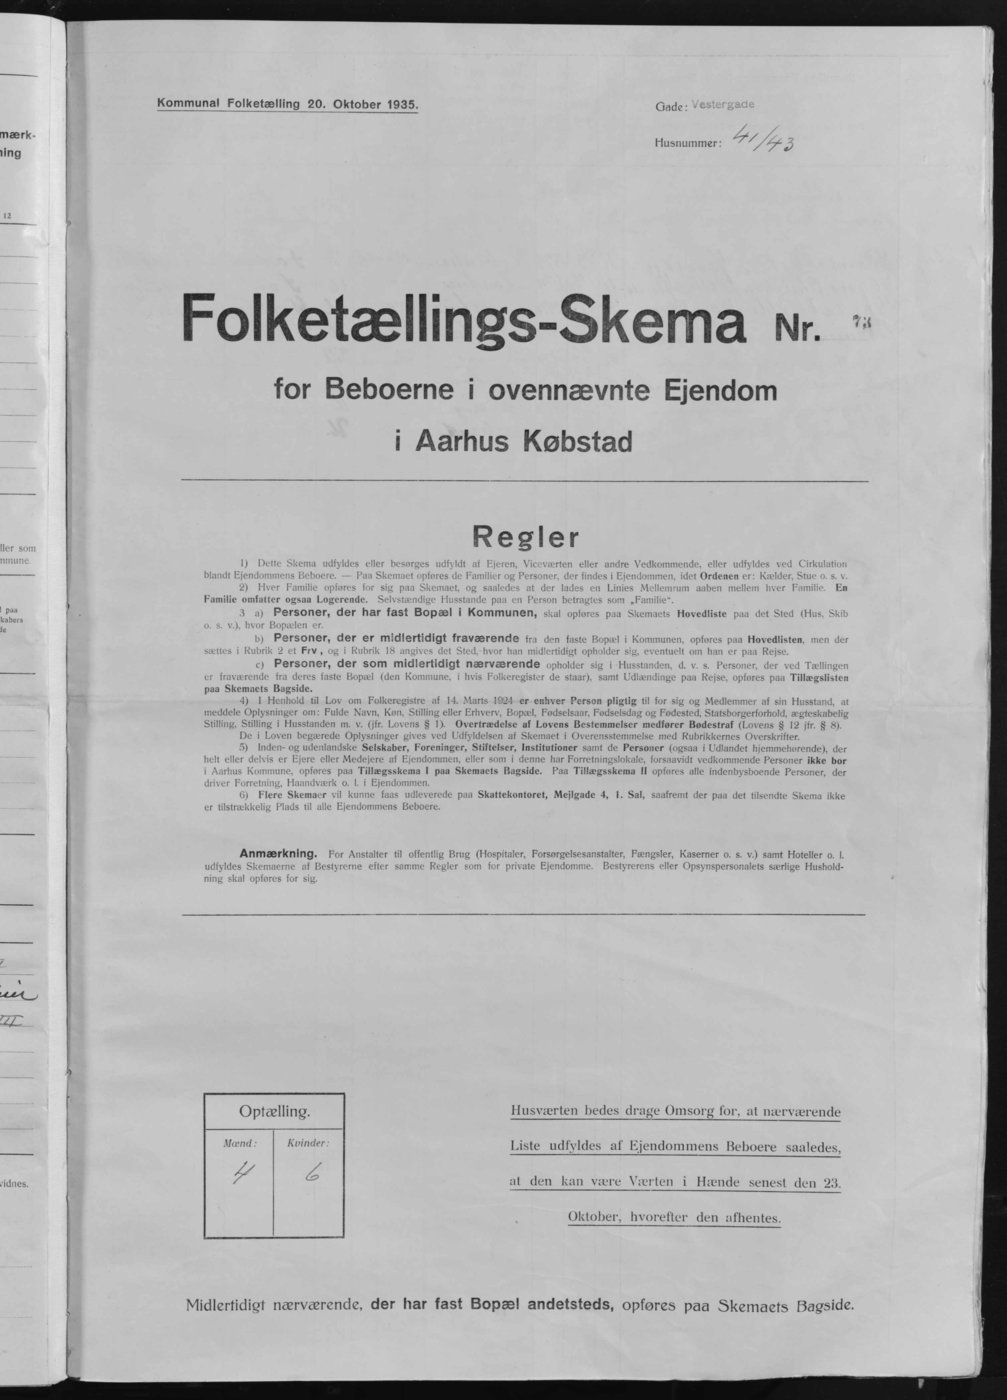 Kommunal Folketælling 20. Oktober 1935.
Gade: Vestergade
Husnummer: 41/43
Folketællings-Skema Nr. 73
for Beboerne i ovennævnte Ejendom
i Aarhus Købstad
Regler
1) Dette Skema udfyldes eller besørges udfyldt af Ejeren, Viceværten eller andre Vedkommende, eller udfyldes ved Cirkulation
blandt Ejendommens Beboere. — Paa Skemaet opføres de Familier og Personer, der findes i Ejendommen, idet Ordenen er: Kælder, Stue o. s. v.
2) Hver Familie opføres for sig paa Skemaet, og saaledes at der lades en Linies Mellemrum aaben mellem hver Familie. En
Familie omfatter ogsaa Logerende. Selvstændige Husstande paa en Person betragtes som „Familie“.
3 a) Personer, der har fast Bopæl i Kommunen, skal opføres paa Skemaets Hovedliste paa det Sted (Hus, Skib
o. s. v.), hvor Bopælen er.
b) Personer, der er midlertidigt fraværende fra den faste Bopæl i Kommunen, opføres paa Hovedlisten, men der
sættes i Rubrik 2 et Frv, og i Rubrik 18 angives det Sted, hvor han midlertidigt opholder sig, eventuelt om han er paa Rejse.
c) Personer, der som midlertidigt nærværende opholder sig i Husstanden, d. v. s. Personer, der ved Tællingen
er fraværende fra deres faste Bopæl (den Kommune, i hvis Folkeregister de staar), samt Udlændinge paa Rejse, opføres paa Tillægslisten
paa Skemaets Bagside.
4) I Henhold til Lov om Folkeregistre af 14. Marts 1924 er enhver Person pligtig til for sig og Medlemmer af sin Husstand, at
meddele Oplysninger om: Fulde Navn, Køn, Stilling eller Erhverv, Bopæl, Fødselsaar, Fødselsdag og Fødested, Statsborgerforhold, ægteskabelig
Stilling, Stilling i Husstanden m. v. (jfr. Lovens § 1). Overtrædelse af Lovens Bestemmelser medfører Bødestraf (Lovens § 12 jfr. § 8).
De i Loven begærede Oplysninger gives ved Udfyldelsen af Skemaet i Overensstemmelse med Rubrikkernes Overskrifter.
5) Inden- og udenlandske Selskaber, Foreninger, Stiftelser, Institutioner samt de Personer (ogsaa i Udlandet hjemmehørende), der
helt eller delvis er Ejere eller Medejere af Ejendommen, eller som i denne har Forretningslokale, forsaavidt vedkommende Personer ikke bor
i Aarhus Kommune, opføres paa Tillægsskema I paa Skemaets Bagside. Paa Tillægsskema II opføres alle indenbysboende Personer, der
driver Forretning, Haandværk o. l. i Ejendommen.
6) Flere Skemaer vil kunne faas udleverede paa Skattekontoret, Mejlgade 4, 1. Sal, saafremt der paa det tilsendte Skema ikke
er tilstrækkelig Plads til alle Ejendommens Beboere.
Anmærkning. For Anstalter til offentlig Brug (Hospitaler, Forsørgelsesanstalter, Fængsler, Kaserner o. s. v.) samt Hoteller o. l.
udfyldes Skemaerne af Bestyrerne efter samme Regler som for private Ejendomme. Bestyrerens eller Opsynspersonalets særlige Hushold-
ning skal opføres for sig.
Optælling.
Mænd: Kvinder:
4 6
Husværten bedes drage Omsorg for, at nærværende
Liste udfyldes af Ejendommens Beboere saaledes,
at den kan være Værten i Hænde senest den 23.
Oktober, hvorefter den afhentes.
Midlertidigt nærværende, der har fast Bopæl andetsteds, opføres paa Skemaets Bagside.
mærk-
ning
12
ller som
mmune.
l paa
kabers
de
vidnes.